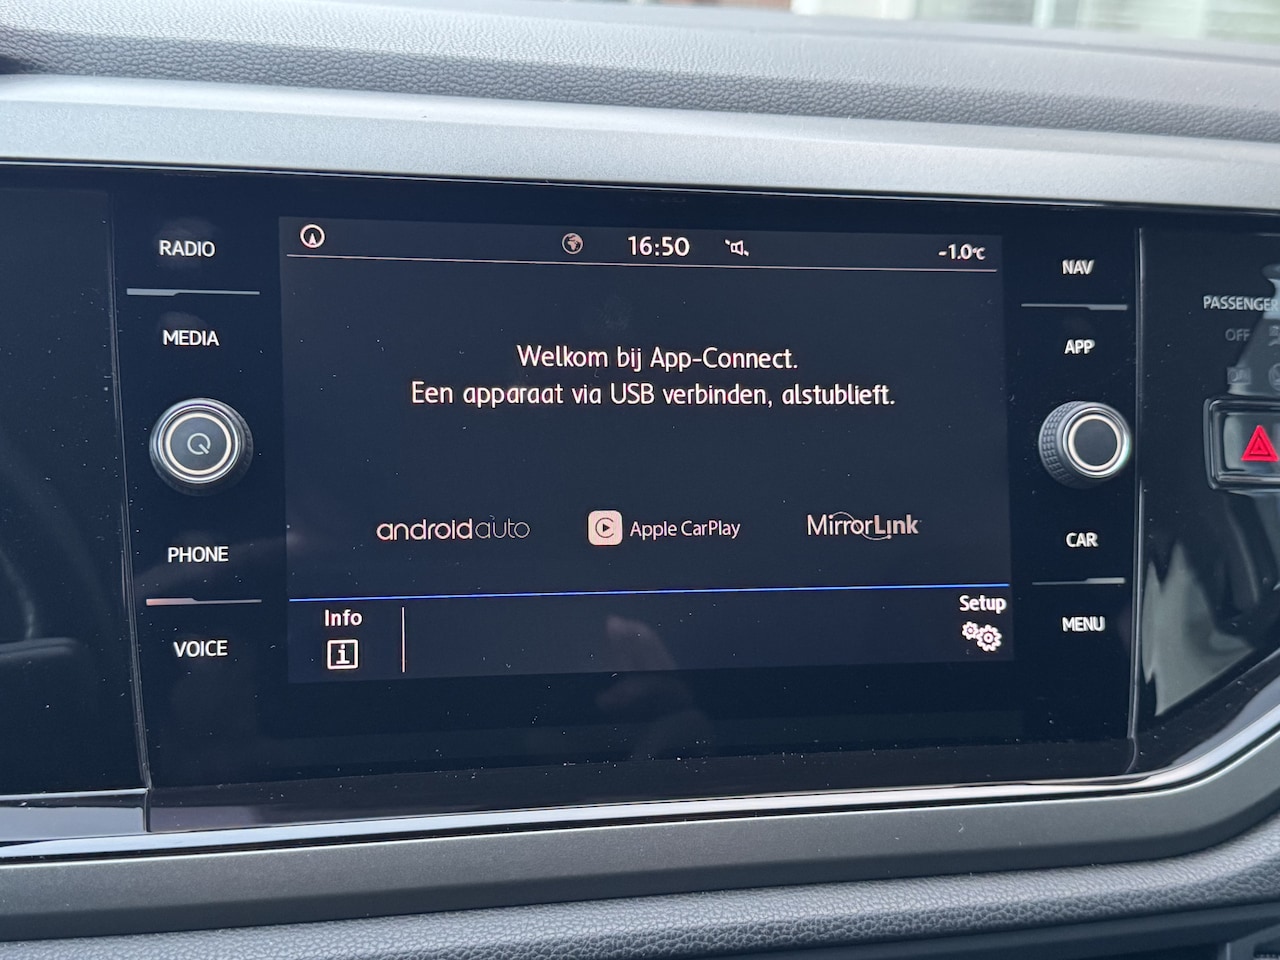 RADIO
MEDIA
PHONE
VOICE
16:50
-1.0°C
Welkom bij App-Connect.
Een apparaat via USB verbinden, alstublieft.
androidauto
Apple CarPlay
MirrorLink
Info
Setup
NAV
APP
CAR
MENU
PASSENGER
OFF